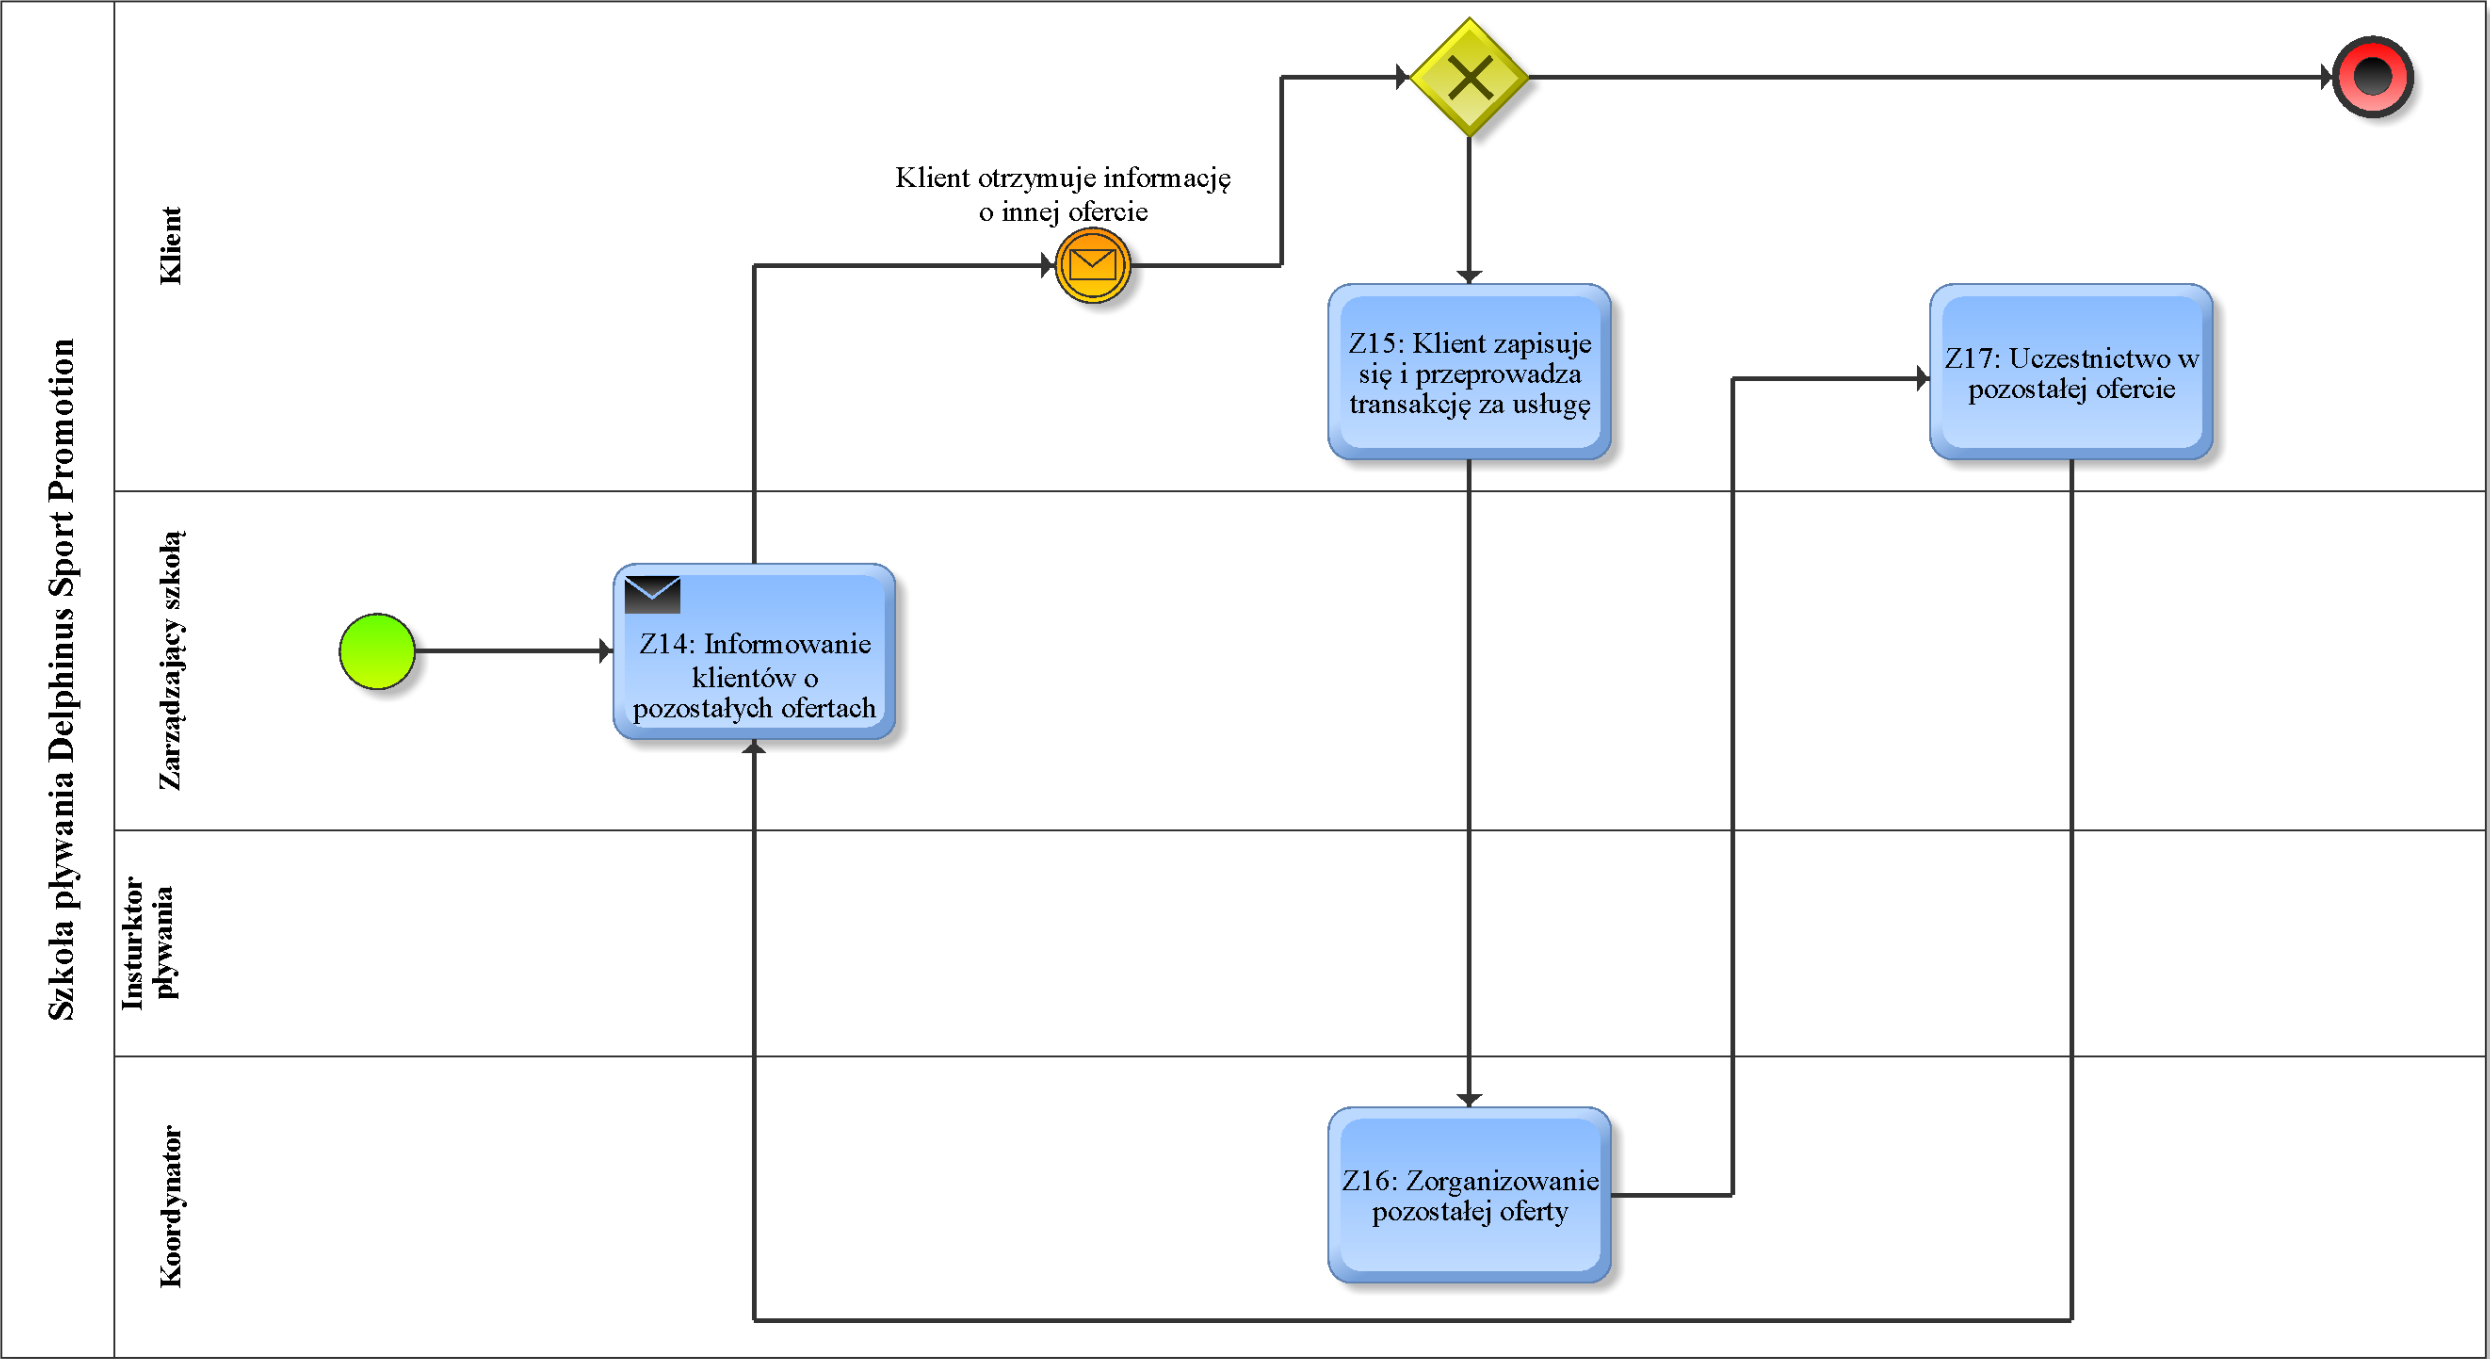 Szkoła pływania Delphinus Sport Promotion
Klient
Klient otrzymuje informację
o innej ofercie
Z15: Klient zapisuje
się i przeprowadza
transakcję za usługę
Z17: Uczestnictwo w
pozostałej ofercie
Zarządzający szkołą
Z14: Informowanie
klientów o
pozostałych ofertach
Insturktor
pływania
Koordynator
Z16: Zorganizowanie
pozostałej oferty